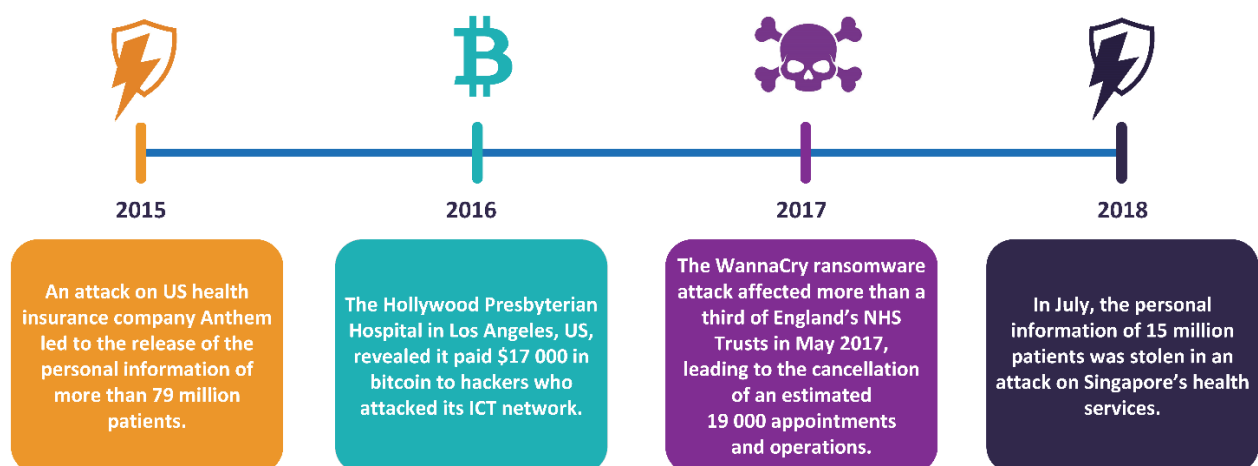 2015
2016
2017
2018
An attack on US health
insurance company Anthem
led to the release of the
personal information of
more than 79 million
patients.
The Hollywood Presbyterian
Hospital in Los Angeles, US,
revealed it paid $17 000 in
bitcoin to hackers who
attacked its ICT network.
The WannaCry ransomware
attack affected more than a
third of England’s NHS
Trusts in May 2017,
leading to the cancellation
of an estimated
19 000 appointments
and operations.
In July, the personal
information of 15 million
patients was stolen in an
attack on Singapore’s health
services.